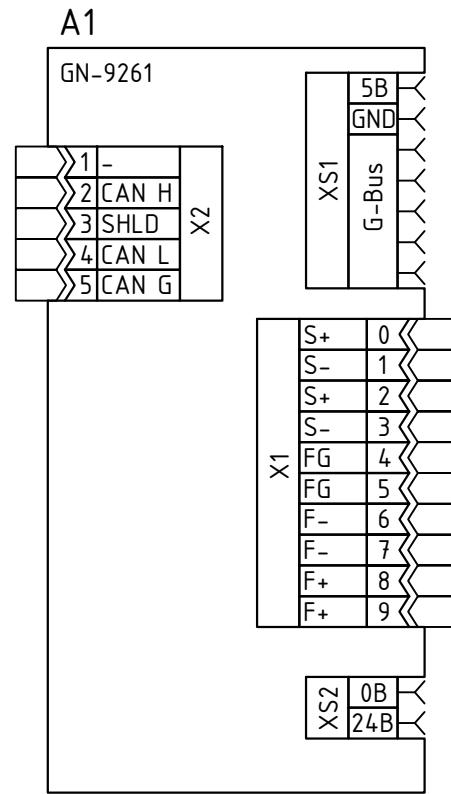 A1
GN-9261
XS1
5В
GND
G-Bus
1 -
2 CAN H
3 SHLD
4 CAN L
5 CAN G
X2
X1
S+ 0
S- 1
S+ 2
S- 3
FG 4
FG 5
F- 6
F- 7
F+ 8
F+ 9
XS2
0В
24В